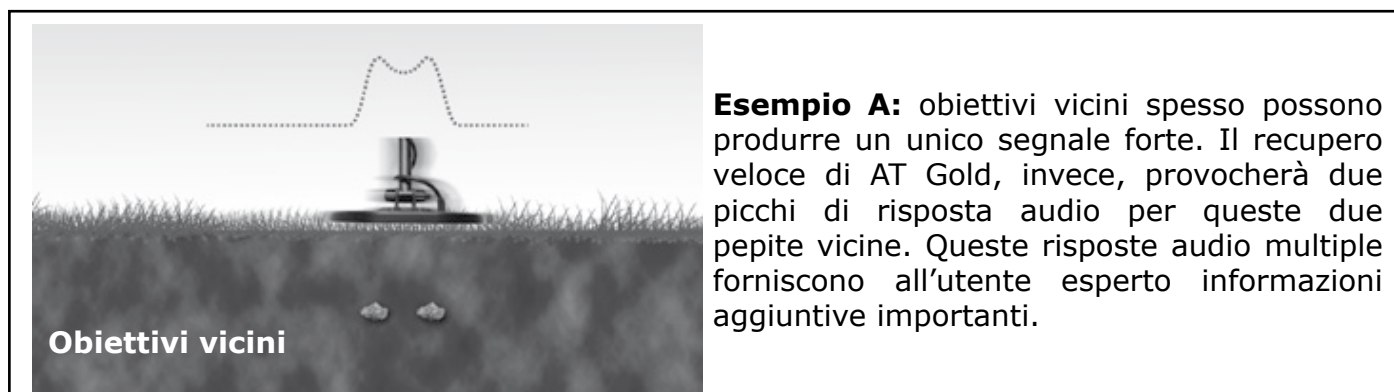 Esempio A: obiettivi vicini spesso possono
produrre un unico segnale forte. Il recupero
veloce di AT Gold, invece, provocherà due
picchi di risposta audio per queste due
pepite vicine. Queste risposte audio multiple
forniscono all’utente esperto informazioni
aggiuntive importanti.
Obiettivi vicini